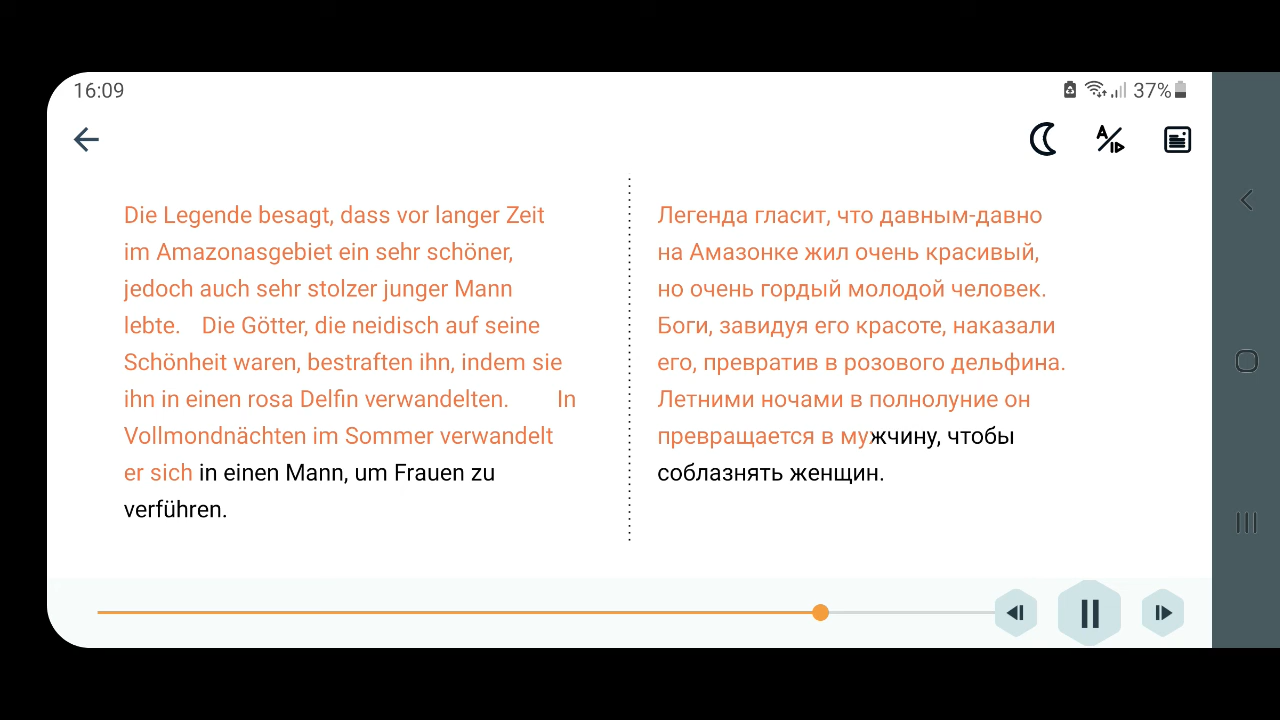 16:09
37%
Die Legende besagt, dass vor langer Zeit
im Amazonasgebiet ein sehr schöner,
jedoch auch sehr stolzer junger Mann
lebte. Die Götter, die neidisch auf seine
Schönheit waren, bestraften ihn, indem sie
ihn in einen rosa Delfin verwandelten. In
Vollmondnächten im Sommer verwandelt
er sich in einen Mann, um Frauen zu
verführen.
Легенда гласит, что давным-давно
на Амазонке жил очень красивый,
но очень гордый молодой человек.
Боги, завидуя его красоте, наказали
его, превратив в розового дельфина.
Летними ночами в полнолуние он
превращается в мужчину, чтобы
соблазнять женщин.